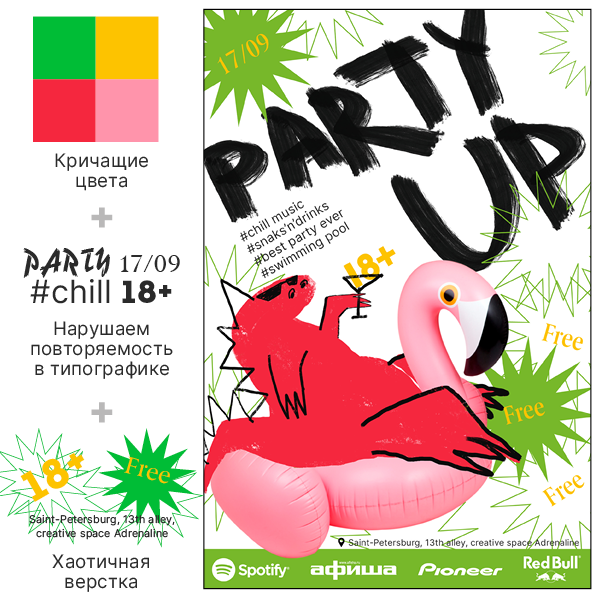 Кричащие
цвета
+
PARTY 17/09
#chill 18+
Нарушаем
повторяемость
в типографике
+
18+
Free
Saint-Petersburg, 13th alley,
creative space Adrenaline
Хаотичная
верстка
17/09
PARTY
UP
#chill music
#snaks'n'drinks
#best party ever
#swimming pool
18+
Free
Free
Free
Saint-Petersburg, 13th alley, creative space Adrenaline
Spotify
афиша
Pioneer
Red Bull